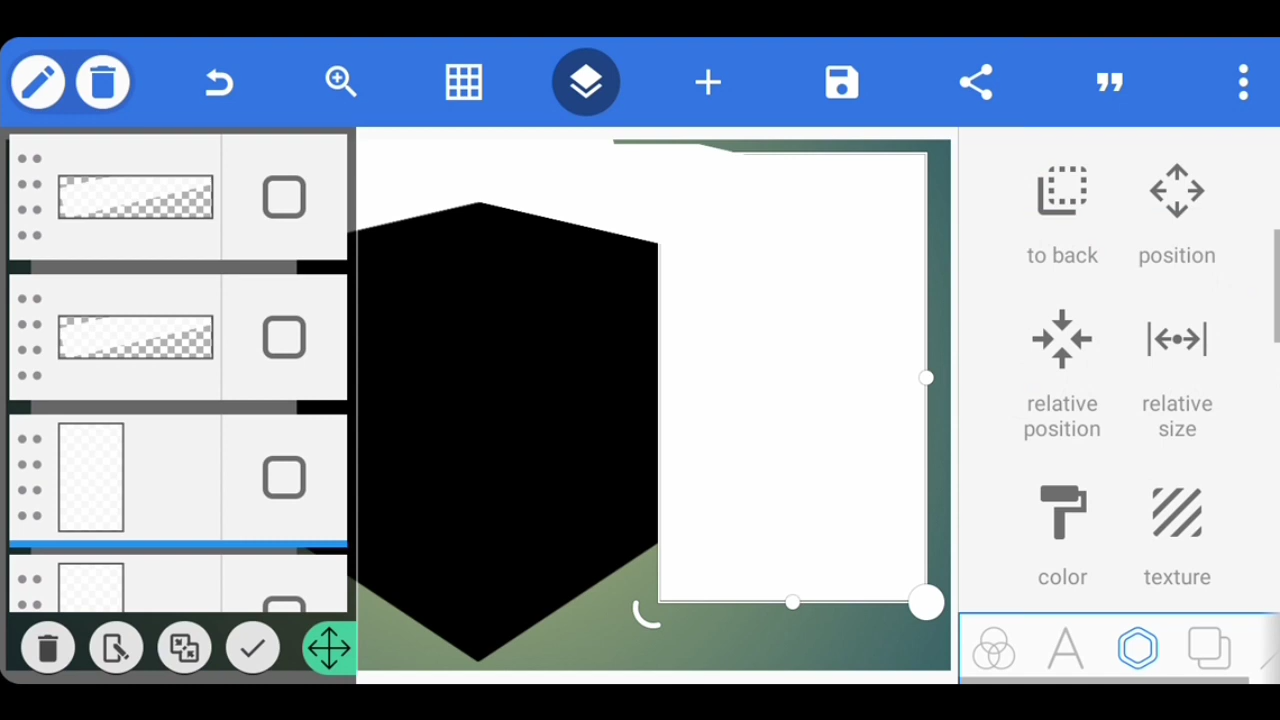 to back
position
relative
position
relative
size
color
texture